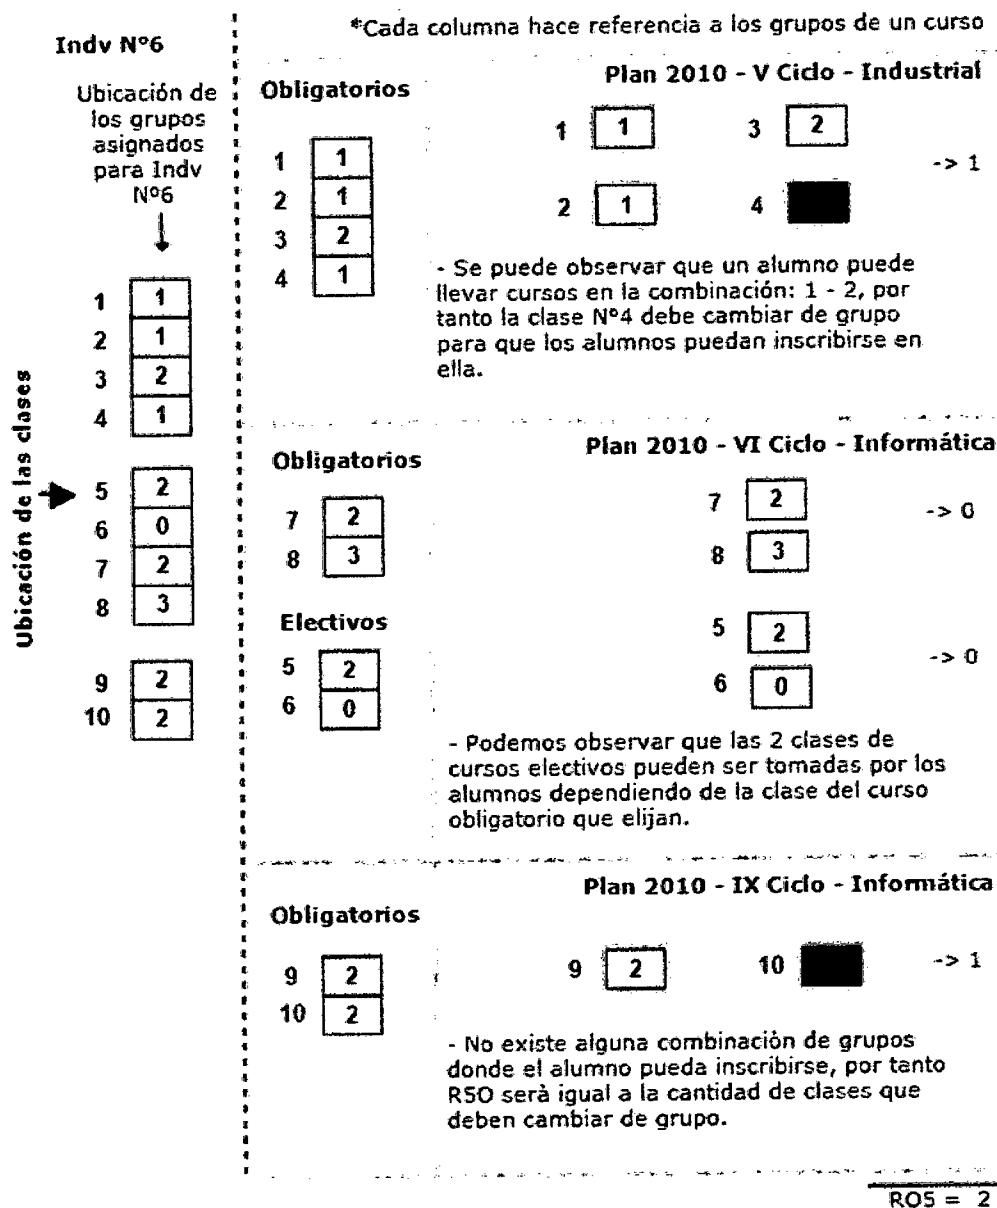 *Cada columna hace referencia a los grupos de un curso
Indv Nº6
Ubicación de
los grupos
asignados
para Indv
Nº6
Ubicación de las clases
1 1
2 1
3 2
4 1
5 2
6 0
7 2
8 3
9 2
10 2
Obligatorios
Plan 2010 - V Ciclo - Industrial
1 1
2 1
3 2
4 1
1 1
3 2
2 1
4
-> 1
- Se puede observar que un alumno puede
llevar cursos en la combinación: 1 - 2, por
tanto la clase Nº4 debe cambiar de grupo
para que los alumnos puedan inscribirse en
ella.
Plan 2010 - VI Ciclo - Informática
Obligatorios
7 2
8 3
7 2
8 3
-> 0
Electivos
5 2
6 0
5 2
6 0
-> 0
- Podemos observar que las 2 clases de
cursos electivos pueden ser tomadas por los
alumnos dependiendo de la clase del curso
obligatorio que elijan.
Plan 2010 - IX Ciclo - Informática
Obligatorios
9 2
10 2
9 2
10
-> 1
- No existe alguna combinación de grupos
donde el alumno pueda inscribirse, por tanto
RSO serà igual a la cantidad de clases que
deben cambiar de grupo.
RO5 = 2